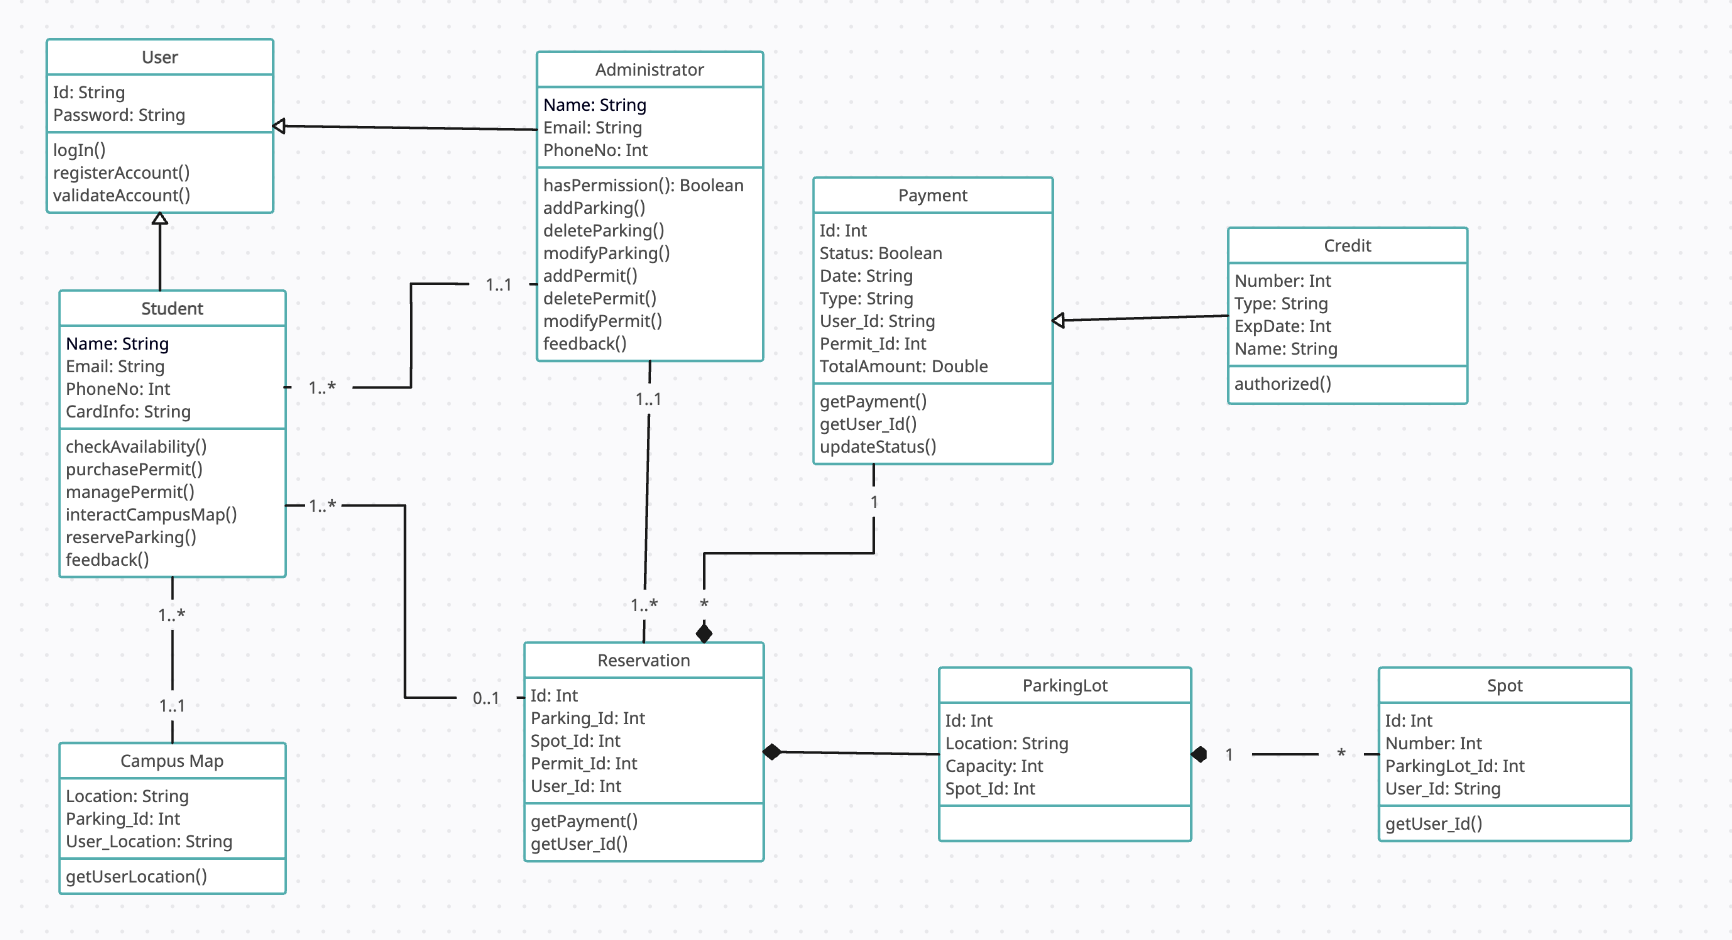 User
Id: String
Password: String
logIn()
registerAccount()
validateAccount()
Administrator
Name: String
Email: String
PhoneNo: Int
hasPermission(): Boolean
addParking()
deleteParking()
modifyParking()
addPermit()
deletePermit()
modifyPermit()
feedback()
Payment
Id: Int
Status: Boolean
Date: String
Type: String
User_Id: String
Permit_Id: Int
TotalAmount: Double
getPayment()
getUser_Id()
updateStatus()
Credit
Number: Int
Type: String
ExpDate: Int
Name: String
authorized()
1..1
1..*
Student
Name: String
Email: String
PhoneNo: Int
CardInfo: String
checkAvailability()
purchasePermit()
managePermit()
interactCampusMap()
reserveParking()
feedback()
1..*
0..1
1..1
1..*
1
*
1..*
1..1
Campus Map
Location: String
Parking_Id: Int
User_Location: String
getUserLocation()
Reservation
Id: Int
Parking_Id: Int
Spot_Id: Int
Permit_Id: Int
User_Id: Int
getPayment()
getUser_Id()
ParkingLot
Id: Int
Location: String
Capacity: Int
Spot_Id: Int
1
*
Spot
Id: Int
Number: Int
ParkingLot_Id: Int
User_Id: String
getUser_Id()